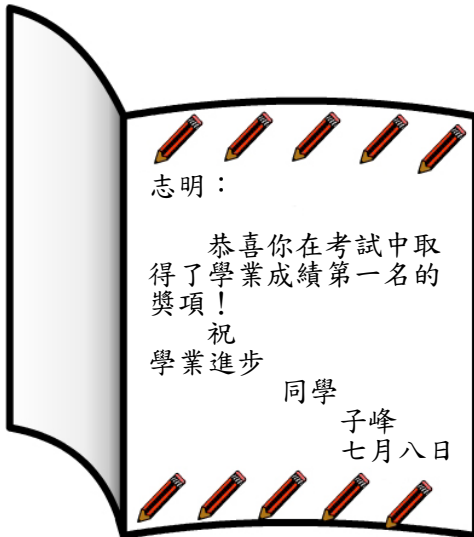 志明：
恭喜你在考試中取
得了學業成績第一名的
獎項！
祝
學業進步
同學
子峰
七月八日